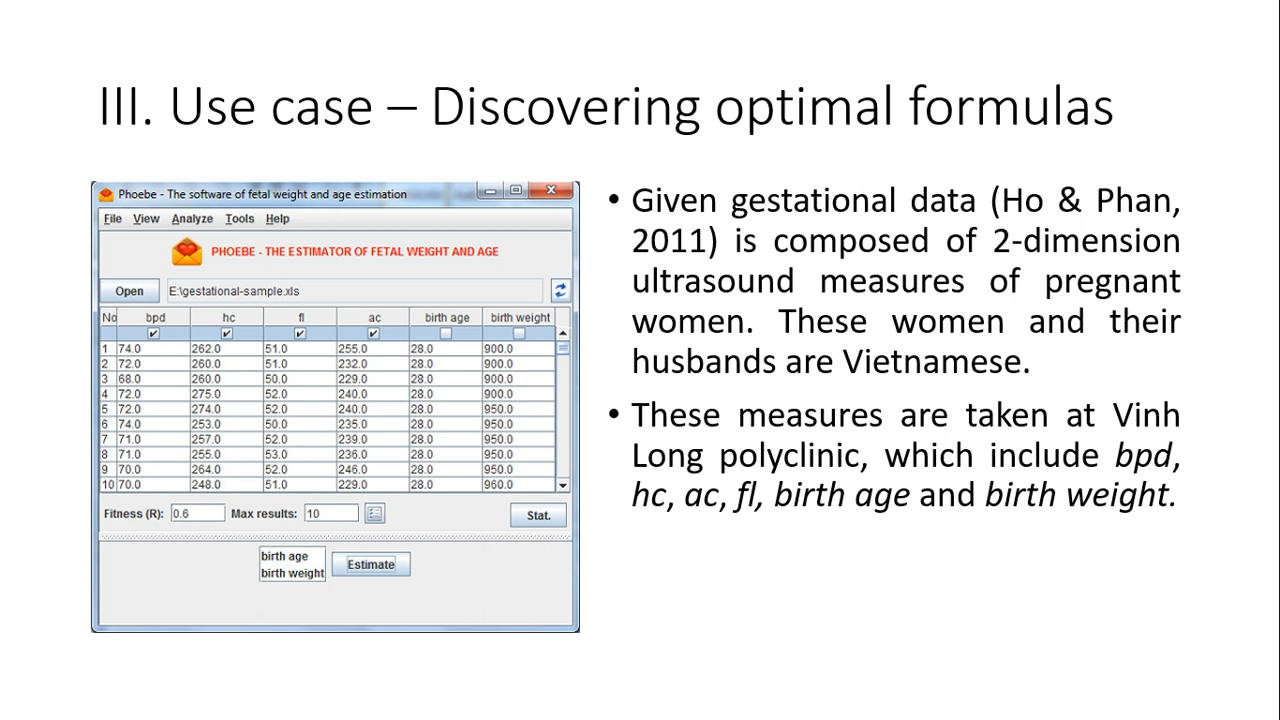 III. Use case – Discovering optimal formulas
Phoebe - The software of fetal weight and age estimation
File View Analyze Tools Help
PHOEBE - THE ESTIMATOR OF FETAL WEIGHT AND AGE
Open E:\gestational-sample.xls
No bpd hc fl ac birth age birth weight
1 74.0 262.0 51.0 255.0 28.0 900.0
2 72.0 260.0 51.0 232.0 28.0 900.0
3 68.0 260.0 50.0 229.0 28.0 900.0
4 72.0 275.0 52.0 240.0 28.0 900.0
5 72.0 274.0 52.0 240.0 28.0 950.0
6 74.0 253.0 50.0 235.0 28.0 950.0
7 71.0 257.0 52.0 239.0 28.0 950.0
8 71.0 255.0 53.0 236.0 28.0 950.0
9 70.0 264.0 52.0 246.0 28.0 950.0
10 70.0 248.0 51.0 229.0 28.0 960.0
Fitness (R): 0.6 Max results: 10 Stat.
birth age
birth weight Estimate
• Given gestational data (Ho & Phan,
2011) is composed of 2-dimension
ultrasound measures of pregnant
women. These women and their
husbands are Vietnamese.
• These measures are taken at Vinh
Long polyclinic, which include bpd,
hc, ac, fl, birth age and birth weight.